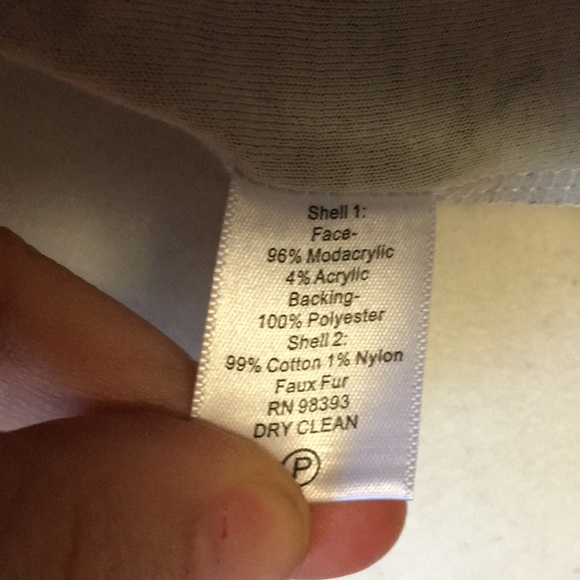 Shell 1:
Face-
96% Modacrylic
4% Acrylic
Backing-
100% Polyester
Shell 2:
99% Cotton 1% Nylon
Faux Fur
RN 98393
DRY CLEAN
P